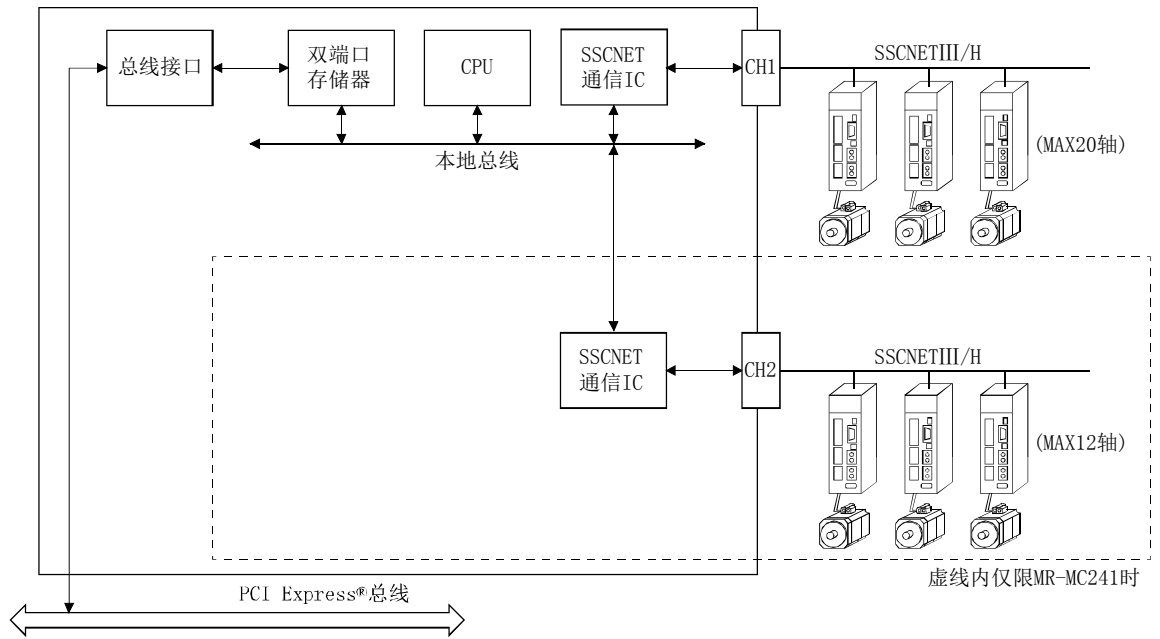 总线接口
双端口
存储器
CPU
SSCNET
通信IC
CH1
SSCNETⅢ/H
(MAX20轴)
本地总线
SSCNET
通信IC
CH2
SSCNETⅢ/H
(MAX12轴)
虚线内仅限MR-MC241时
PCI Express®总线